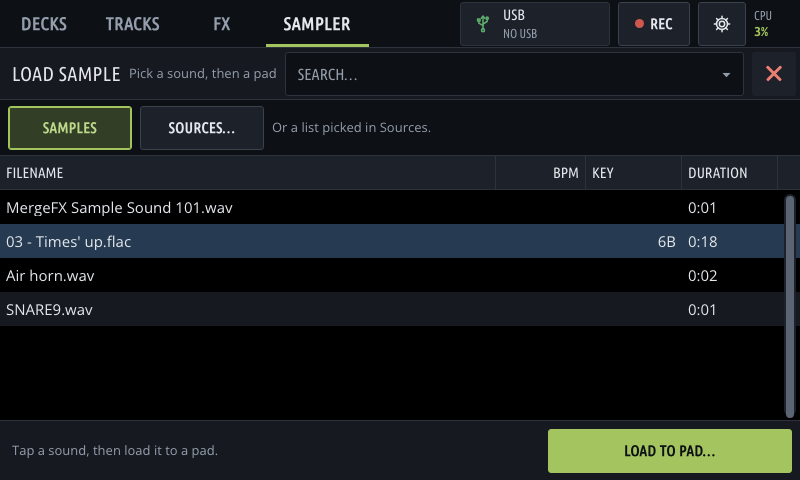 DECKS TRACKS FX SAMPLER USB NO USB REC CPU 3%
LOAD SAMPLE Pick a sound, then a pad SEARCH...
SAMPLES SOURCES... Or a list picked in Sources.
FILENAME BPM KEY DURATION
MergeFX Sample Sound 101.wav 0:01
03 - Times' up.flac 6B 0:18
Air horn.wav 0:02
SNARE9.wav 0:01
Tap a sound, then load it to a pad. LOAD TO PAD...